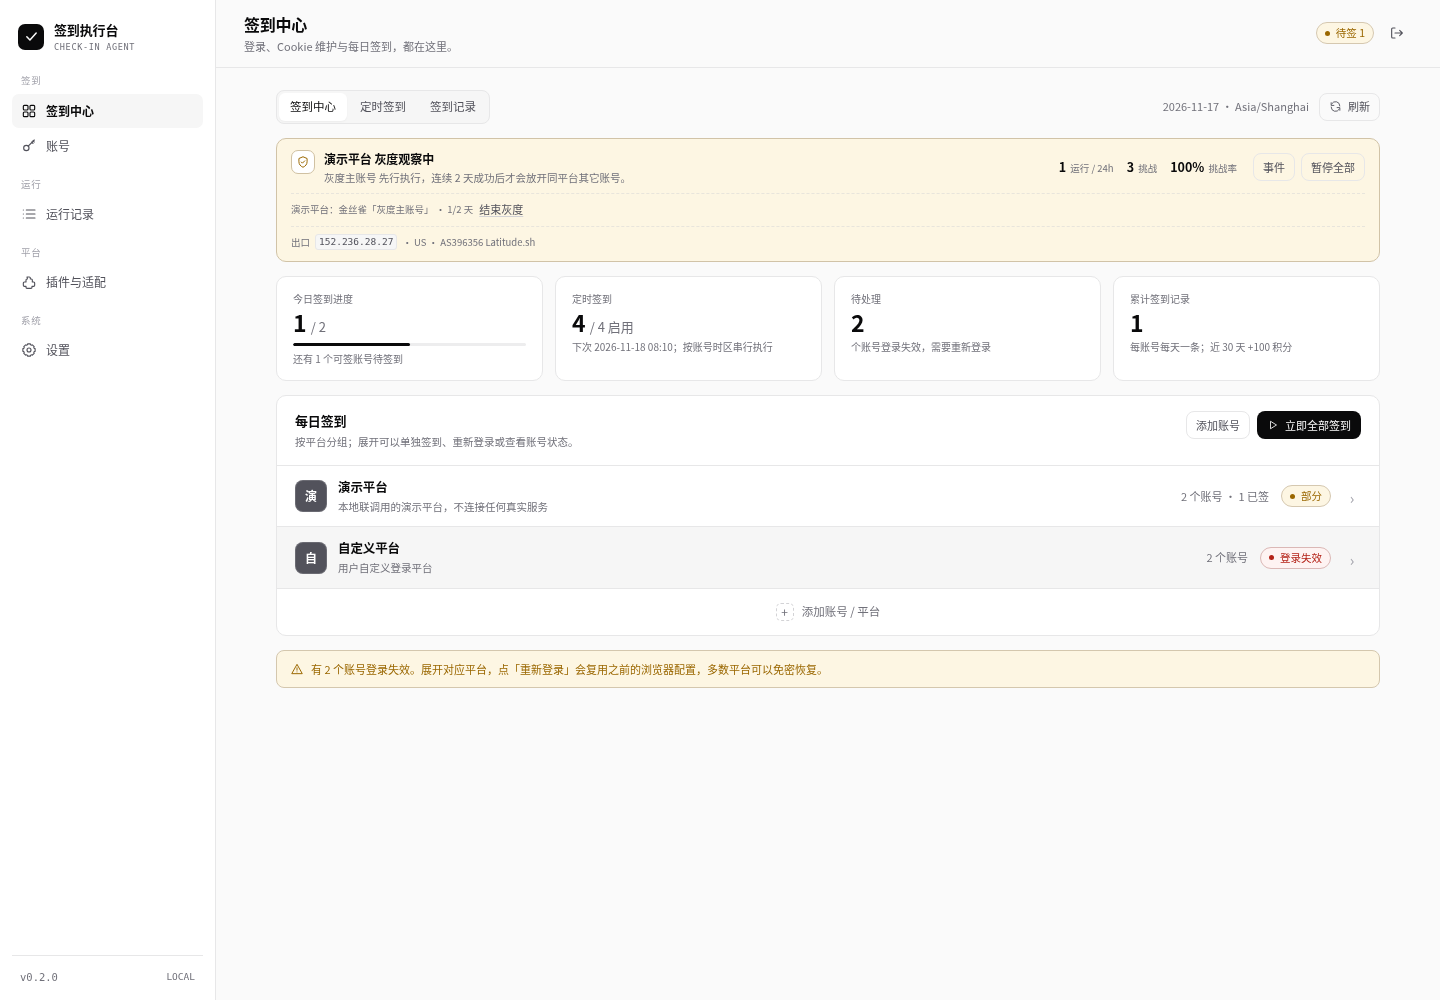 签到执行台
CHECK-IN AGENT
签到
签到中心
账号
运行
运行记录
平台
插件与适配
系统
设置
v0.2.0
LOCAL
签到中心
登录、Cookie 维护与每日签到，都在这里。
待签 1
签到中心
定时签到
签到记录
2026-11-17 · Asia/Shanghai
刷新
演示平台 灰度观察中
灰度主账号 先行执行，连续 2 天成功后才会放开同平台其它账号。
1 运行 / 24h
3 挑战
100% 挑战率
事件
暂停全部
演示平台：金丝雀「灰度主账号」 · 1/2 天 结束灰度
出口 152.236.28.27 · US · AS396356 Latitude.sh
今日签到进度
1 / 2
还有 1 个可签账号待签到
定时签到
4 / 4 启用
下次 2026-11-18 08:10；按账号时区串行执行
待处理
2
个账号登录失效，需要重新登录
累计签到记录
1
每账号每天一条；近 30 天 +100 积分
每日签到
按平台分组；展开可以单独签到、重新登录或查看账号状态。
添加账号
立即全部签到
演
演示平台
本地联调用的演示平台，不连接任何真实服务
2 个账号 · 1 已签
部分
自
自定义平台
用户自定义登录平台
2 个账号
登录失效
+ 添加账号 / 平台
有 2 个账号登录失效。展开对应平台，点「重新登录」会复用之前的浏览器配置，多数平台可以免密恢复。